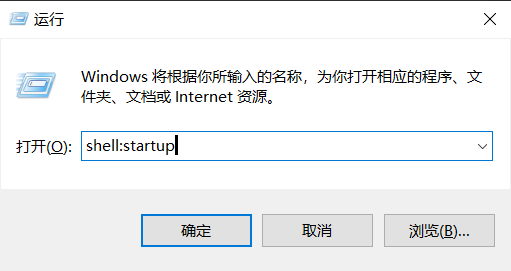 运行
Windows 将根据你所输入的名称，为你打开相应的程序、文
件夹、文档或 Internet 资源。
打开(O): shell:startup
确定 取消 浏览(B)...